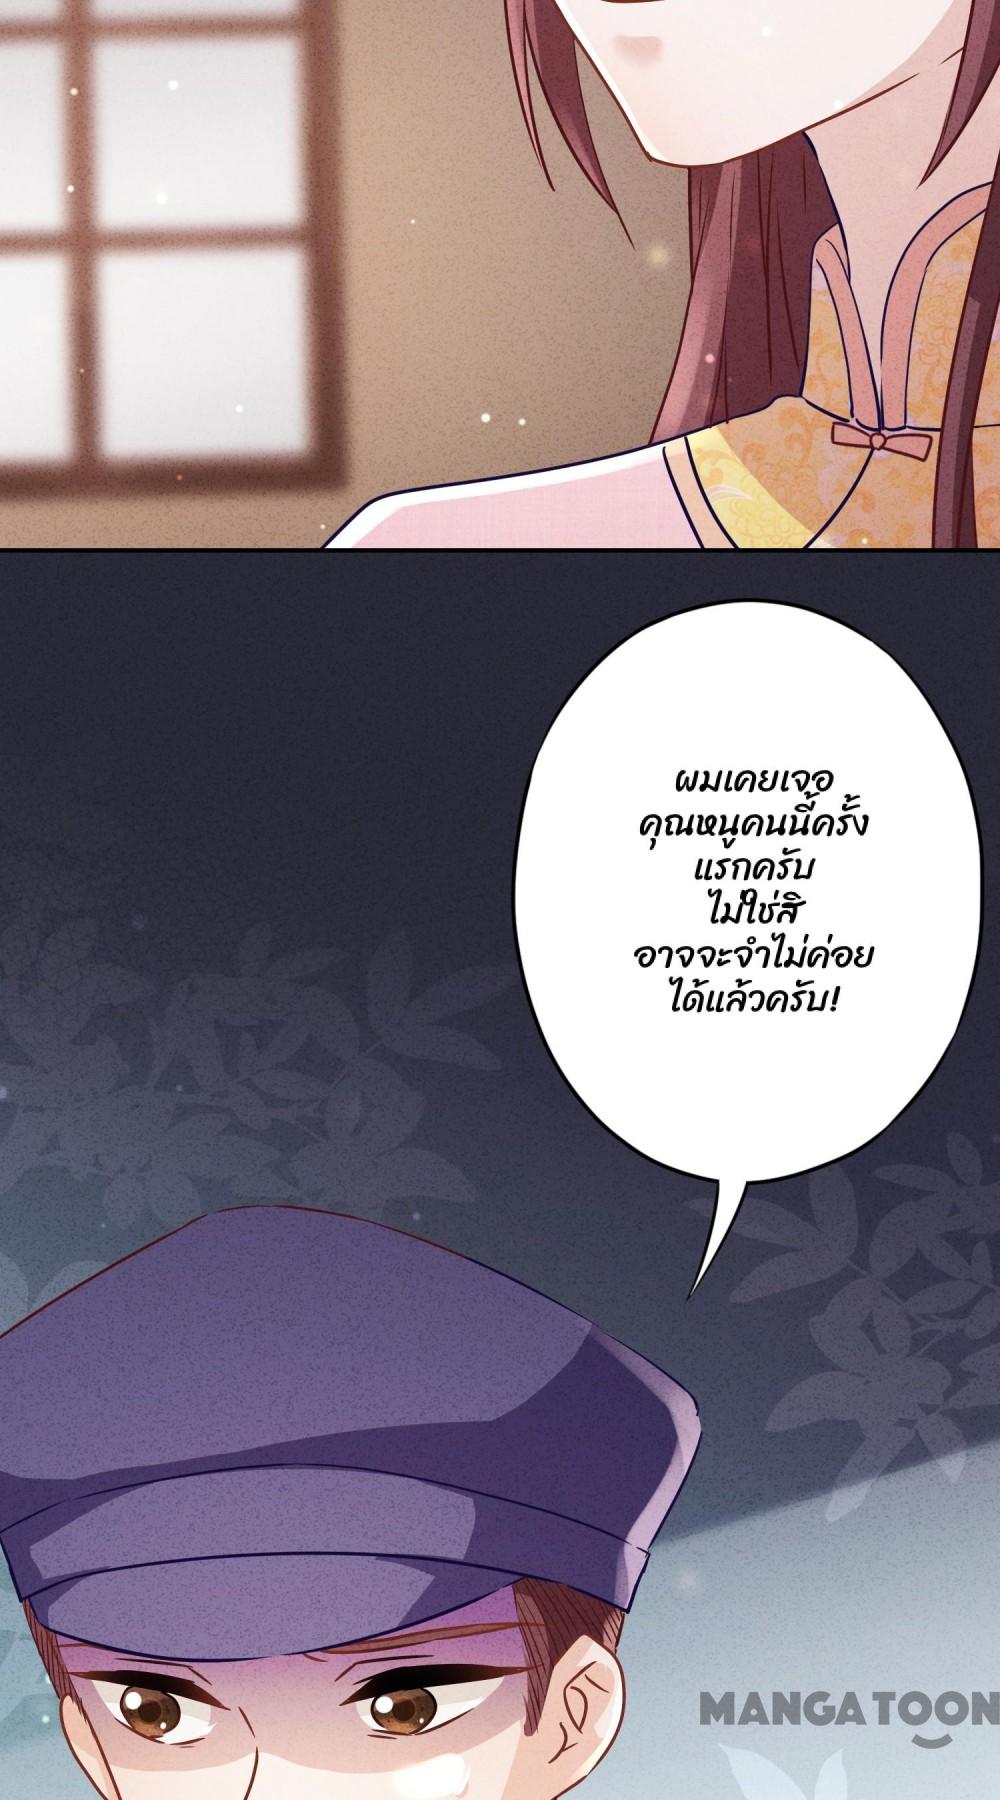 ผมเคยเจอ
คุณหนูคนนี้ครั้ง
แรกครับ
ไม่ใช่สิ
อาจจะจำไม่ค่อย
ได้แล้วครับ!
MANGATOON